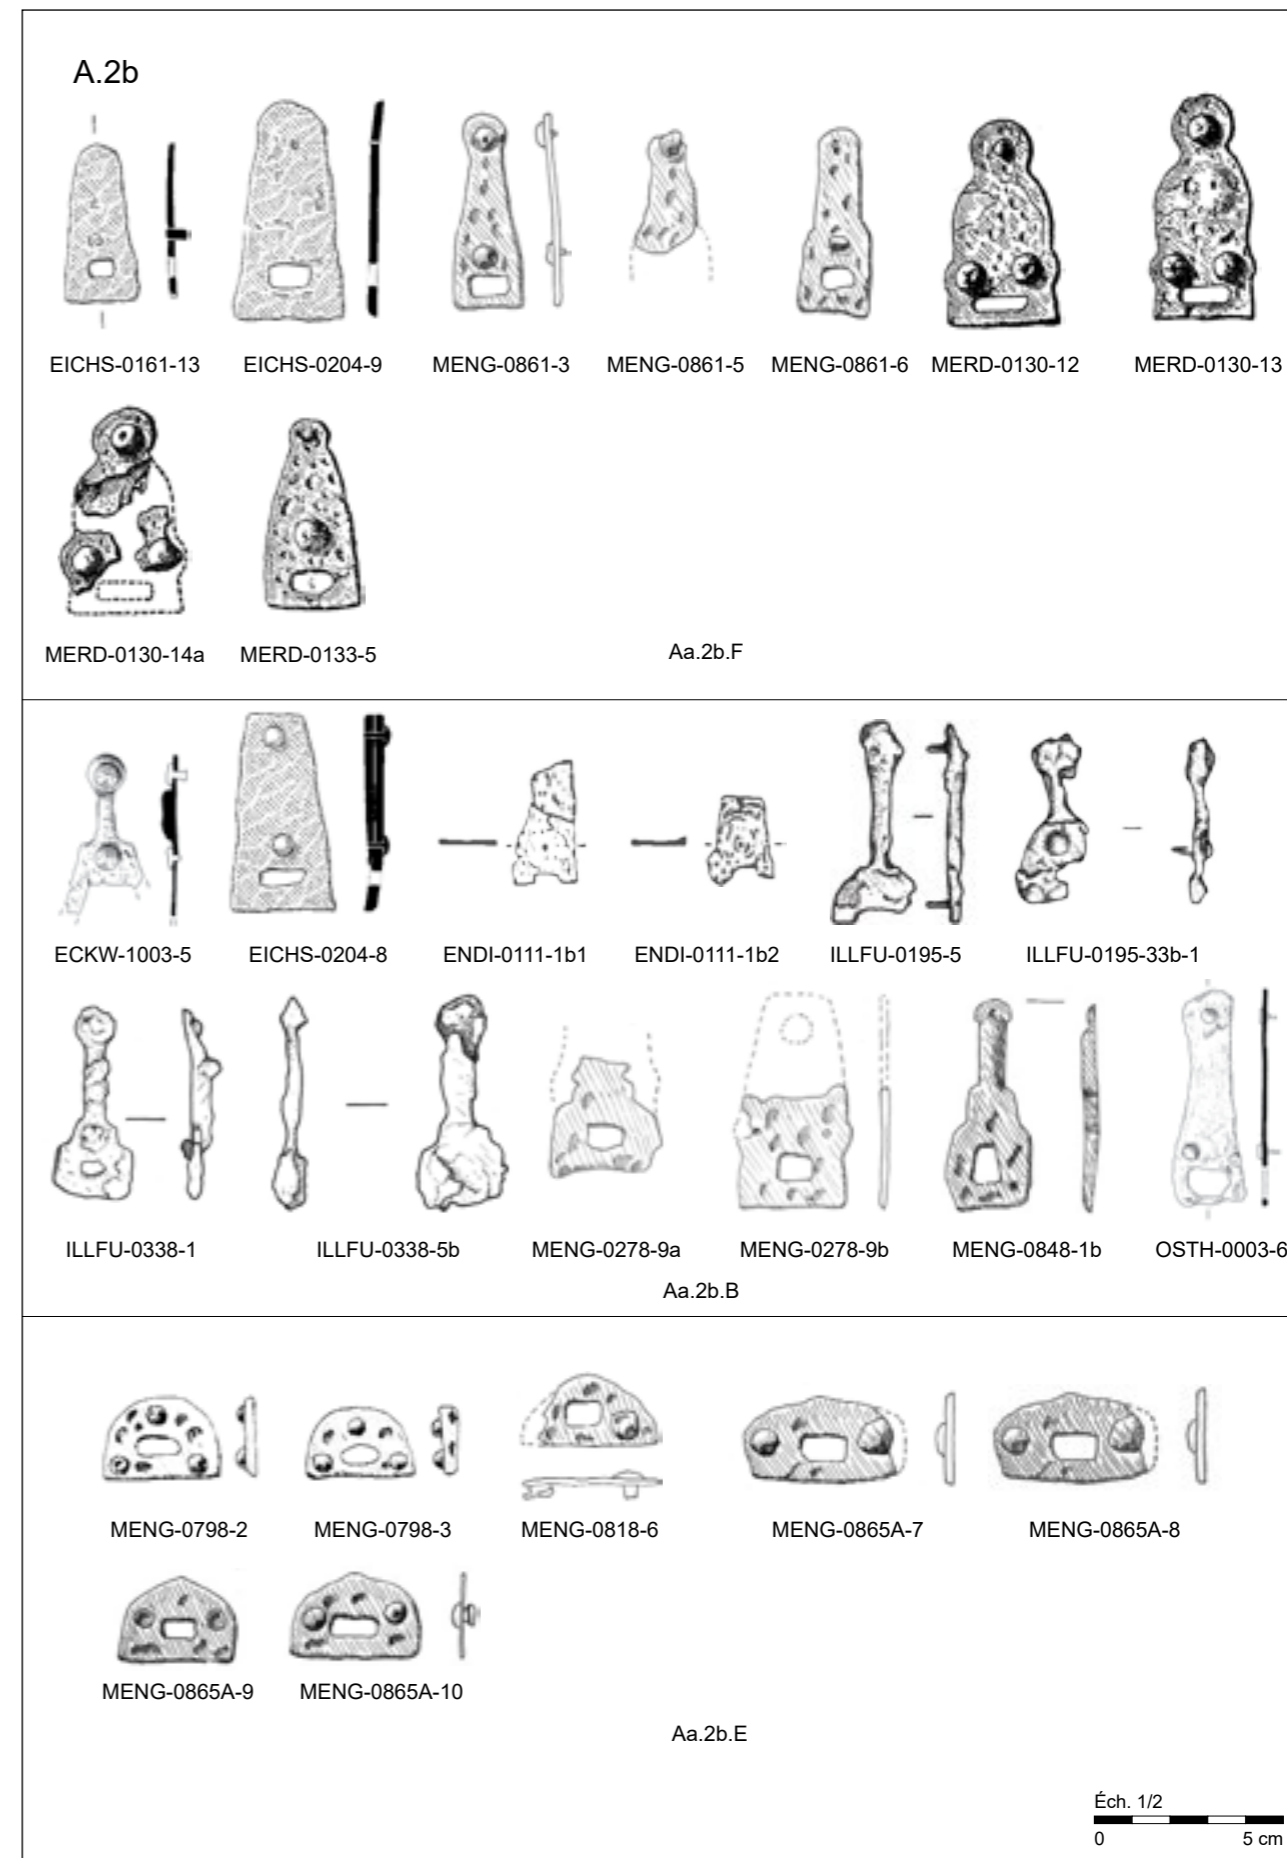 A.2b
EICHS-0161-13 EICHS-0204-9 MENG-0861-3 MENG-0861-5 MENG-0861-6 MERD-0130-12 MERD-0130-13
MERD-0130-14a MERD-0133-5 Aa.2b.F
ECKW-1003-5 EICHS-0204-8 ENDI-0111-1b1 ENDI-0111-1b2 ILLFU-0195-5 ILLFU-0195-33b-1
ILLFU-0338-1 ILLFU-0338-5b MENG-0278-9a MENG-0278-9b MENG-0848-1b OSTH-0003-6
Aa.2b.B
MENG-0798-2 MENG-0798-3 MENG-0818-6 MENG-0865A-7 MENG-0865A-8
MENG-0865A-9 MENG-0865A-10
Aa.2b.E
Éch. 1/2
0 5 cm